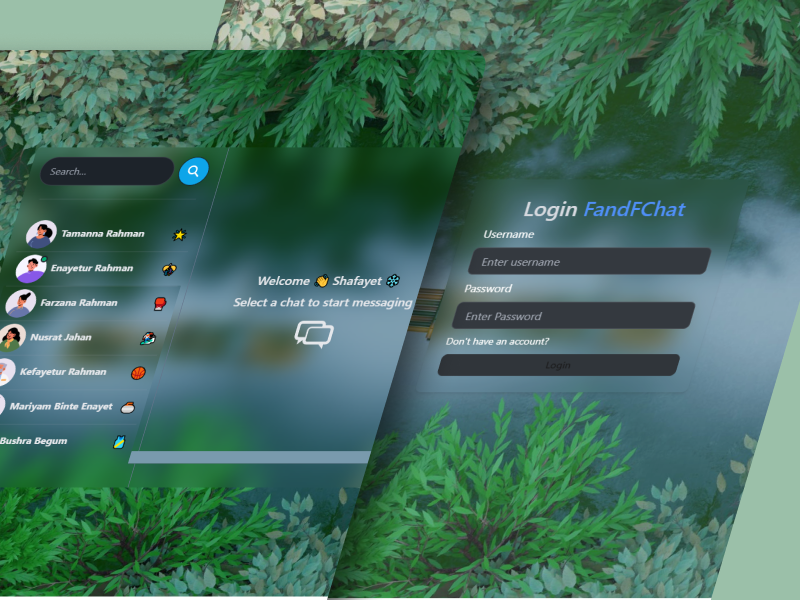 Search...
Tamanna Rahman
Enayetur Rahman
Farzana Rahman
Nusrat Jahan
Kefayetur Rahman
Mariyam Binte Enayet
Bushra Begum
Welcome 👋 Shafayet ❄
Select a chat to start messaging
Login FandFChat
Username
Enter username
Password
Enter Password
Don't have an account?
Login